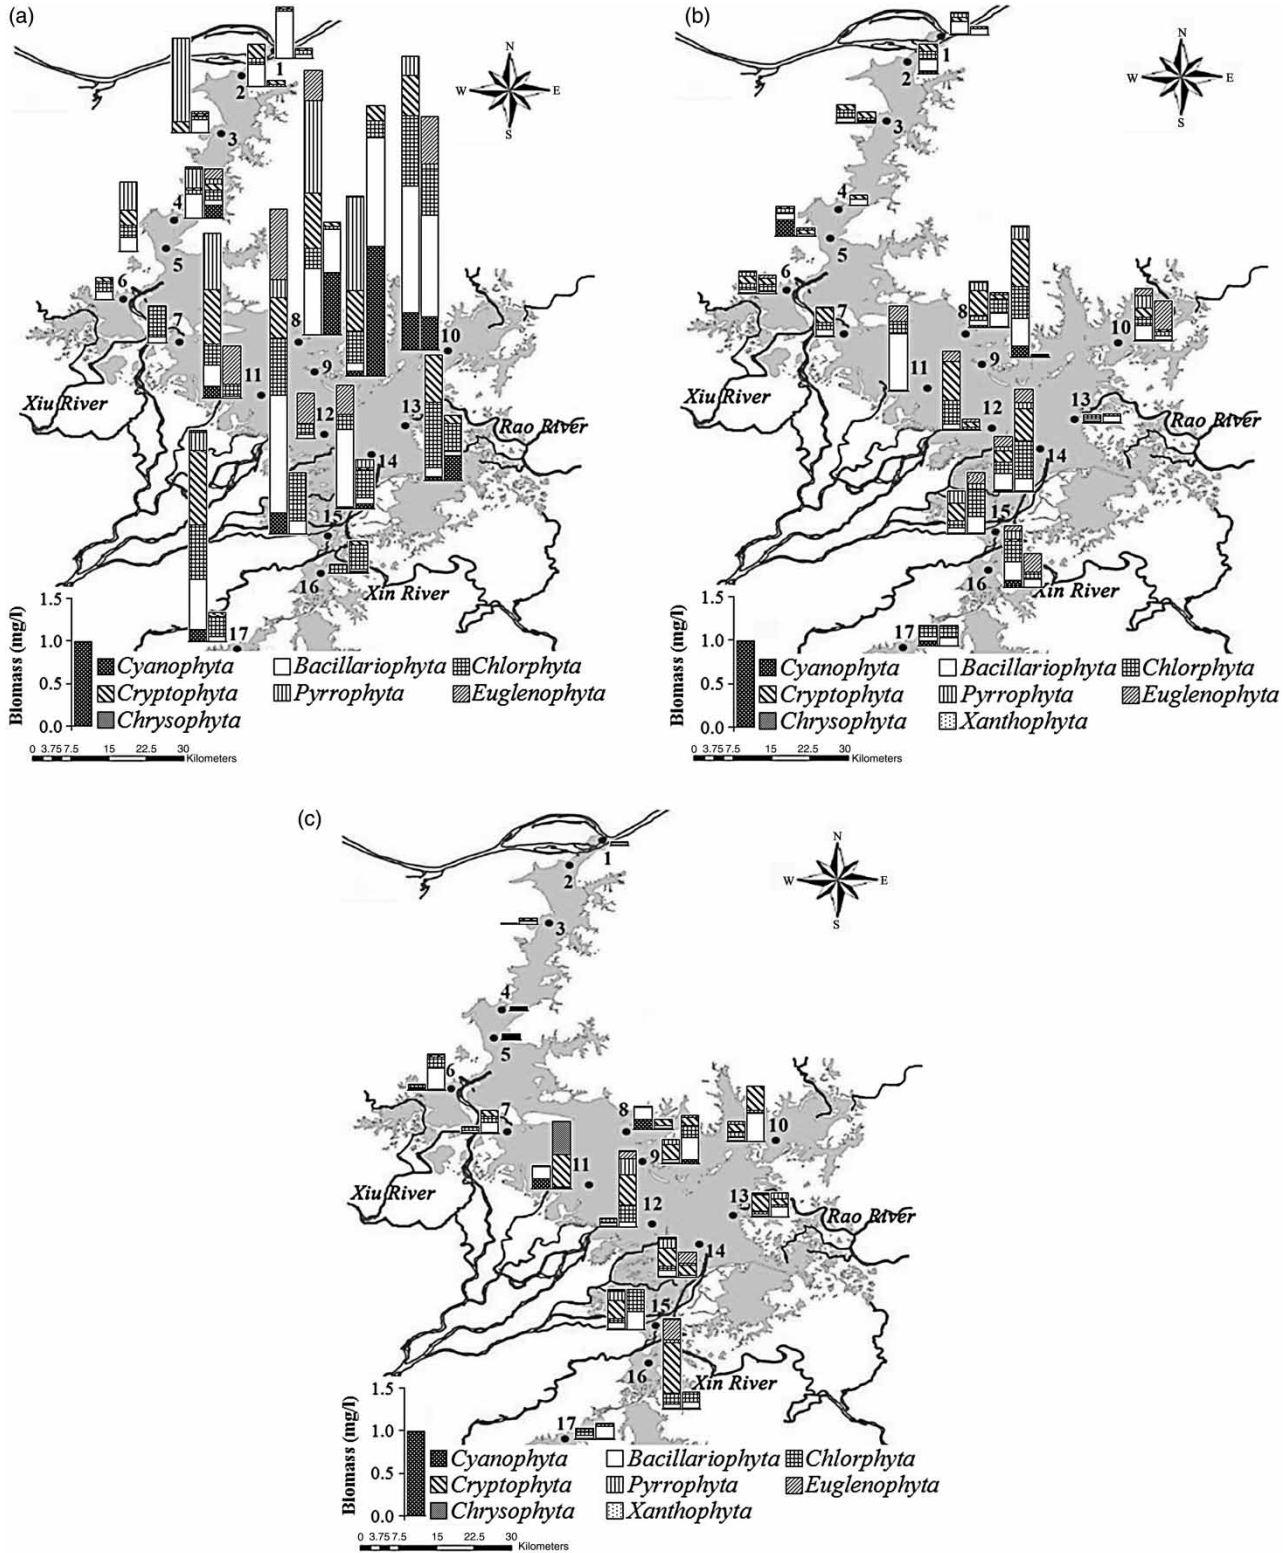 (a)
N
W
E
S
1
2
3
4
5
6
7
8
9
10
11
12
13
14
15
16
17
Xiu River
Rao River
Xin River
Biomass (mg/l)
1.5
1.0
0.5
0.0
Cyanophyta
Bacillariophyta
Chlorphyta
Cryptophyta
Pyrrophyta
Euglenophyta
Chrysophyta
0 3.75 7.5 15 22.5 30
Kilometers
(b)
N
W
E
S
1
2
3
4
5
6
7
8
9
10
11
12
13
14
15
16
17
Xiu River
Rao River
Xin River
Biomass (mg/l)
1.5
1.0
0.5
0.0
Cyanophyta
Bacillariophyta
Chlorphyta
Cryptophyta
Pyrrophyta
Euglenophyta
Chrysophyta
Xanthophyta
0 3.75 7.5 15 22.5 30
Kilometers
(c)
N
W
E
S
1
2
3
4
5
6
7
8
9
10
11
12
13
14
15
16
17
Xiu River
Rao River
Xin River
Biomass (mg/l)
1.5
1.0
0.5
0.0
Cyanophyta
Bacillariophyta
Chlorphyta
Cryptophyta
Pyrrophyta
Euglenophyta
Chrysophyta
Xanthophyta
0 3.75 7.5 15 22.5 30
Kilometers